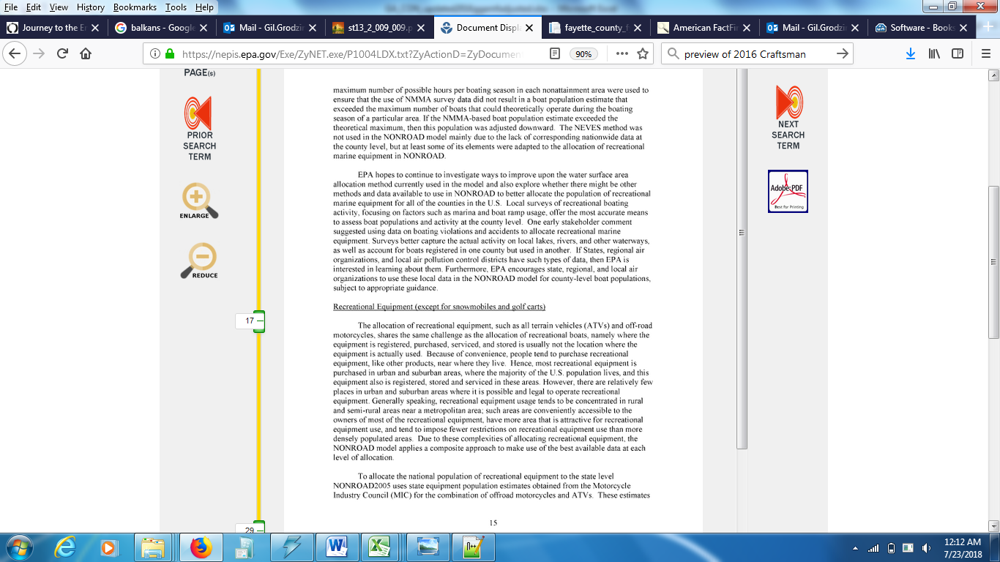 File Edit View History Bookmarks Tools Help
Journey to the E
balkans - Google
Mail - Gil.Grodzin
st13_2_009_009.p
Document Displa
fayette_county_f
American FactFin
Mail - Gil.Grodzin
Software - Books
https://nepis.epa.gov/Exe/ZyNET.exe/P1004LDX.txt?ZyActionD=ZyDocumen
90%
preview of 2016 Craftsman
PAGE(s)
PRIOR
SEARCH
TERM
ENLARGE
REDUCE
17
29
maximum number of possible hours per boating season in each nonattainment area were used to
ensure that the use of NMMA survey data did not result in a boat population estimate that
exceeded the maximum number of boats that could theoretically operate during the boating
season of a particular area. If the NMMA-based boat population estimate exceeded the
theoretical maximum, then this population was adjusted downward. The NEVES method was
not used in the NONROAD model mainly due to the lack of corresponding nationwide data at
the county level, but at least some of its elements were adapted to the allocation of recreational
marine equipment in NONROAD.
EPA hopes to continue to investigate ways to improve upon the water surface area
allocation method currently used in the model and also explore whether there might be other
methods and data available to use in NONROAD to better allocate the population of recreational
marine equipment for all of the counties in the U.S. Local surveys of recreational boating
activity, focusing on factors such as marina and boat ramp usage, offer the most accurate means
to assess boat populations and activity at the county level. One early stakeholder comment
suggested using data on boating violations and accidents to allocate recreational marine
equipment. Surveys better capture the actual activity on local lakes, rivers, and other waterways,
as well as account for boats registered in one county but used in another. If States, regional air
organizations, and local air pollution control districts have such types of data, then EPA is
interested in learning about them. Furthermore, EPA encourages state, regional, and local air
organizations to use these local data in the NONROAD model for county-level boat populations,
subject to appropriate guidance.
Recreational Equipment (except for snowmobiles and golf carts)
The allocation of recreational equipment, such as all terrain vehicles (ATVs) and off-road
motorcycles, shares the same challenge as the allocation of recreational boats, namely where the
equipment is registered, purchased, serviced, and stored is usually not the location where the
equipment is actually used. Because of convenience, people tend to purchase recreational
equipment, like other products, near where they live. Hence, most recreational equipment is
purchased in urban and suburban areas, where the majority of the U.S. population lives, and this
equipment also is registered, stored and serviced in these areas. However, there are relatively few
places in urban and suburban areas where it is possible and legal to operate recreational
equipment. Generally speaking, recreational equipment usage tends to be concentrated in rural
and semi-rural areas near a metropolitan area; such areas are conveniently accessible to the
owners of most of the recreational equipment, have more area that is attractive for recreational
equipment use, and tend to impose fewer restrictions on recreational equipment use than more
densely populated areas. Due to these complexities of allocating recreational equipment, the
NONROAD model applies a composite approach to make use of the best available data at each
level of allocation.
To allocate the national population of recreational equipment to the state level
NONROAD2005 uses state equipment population estimates obtained from the Motorcycle
Industry Council (MIC) for the combination of offroad motorcycles and ATVs. These estimates
15
NEXT
SEARCH
TERM
Adobe PDF
Best for Printing
12:12 AM
7/23/2018